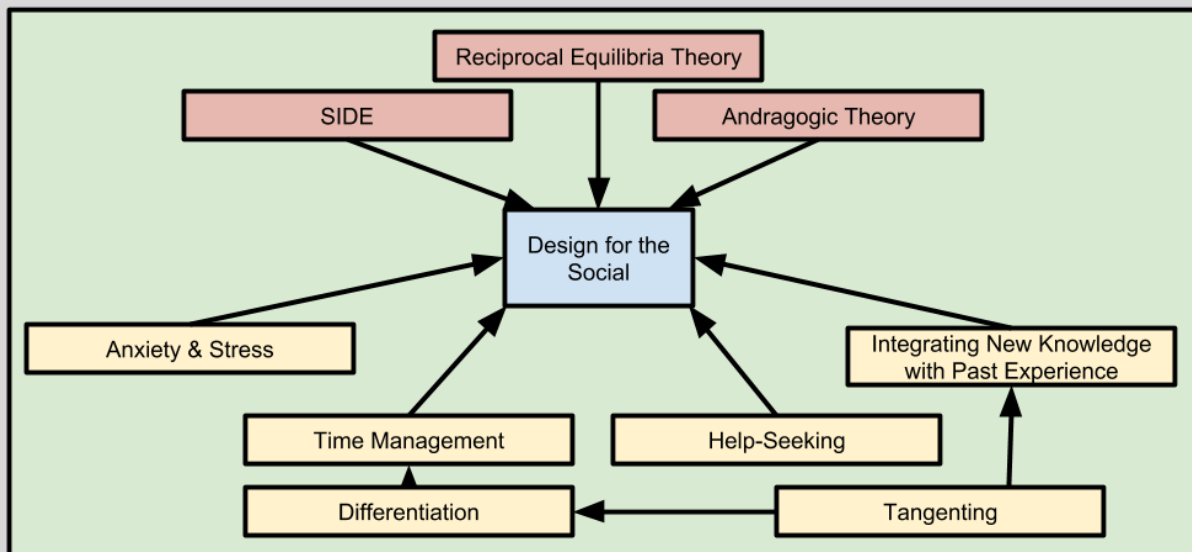 Reciprocal Equilibria Theory
SIDE
Andragogic Theory
Design for the
Social
Anxiety & Stress
Integrating New Knowledge
with Past Experience
Time Management
Help-Seeking
Differentiation
Tangenting